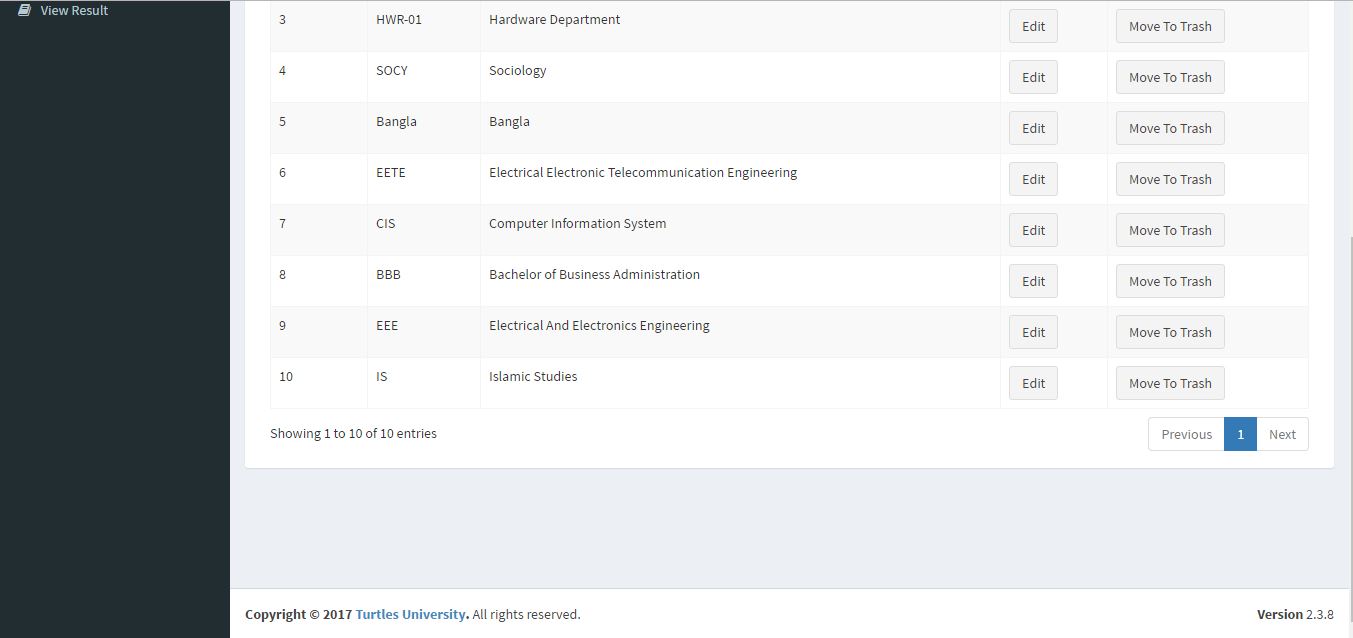 View Result
3 HWR-01 Hardware Department Edit Move To Trash
4 SOCY Sociology Edit Move To Trash
5 Bangla Bangla Edit Move To Trash
6 EETE Electrical Electronic Telecommunication Engineering Edit Move To Trash
7 CIS Computer Information System Edit Move To Trash
8 BBB Bachelor of Business Administration Edit Move To Trash
9 EEE Electrical And Electronics Engineering Edit Move To Trash
10 IS Islamic Studies Edit Move To Trash
Showing 1 to 10 of 10 entries Previous 1 Next
Copyright © 2017 Turtles University. All rights reserved. Version 2.3.8